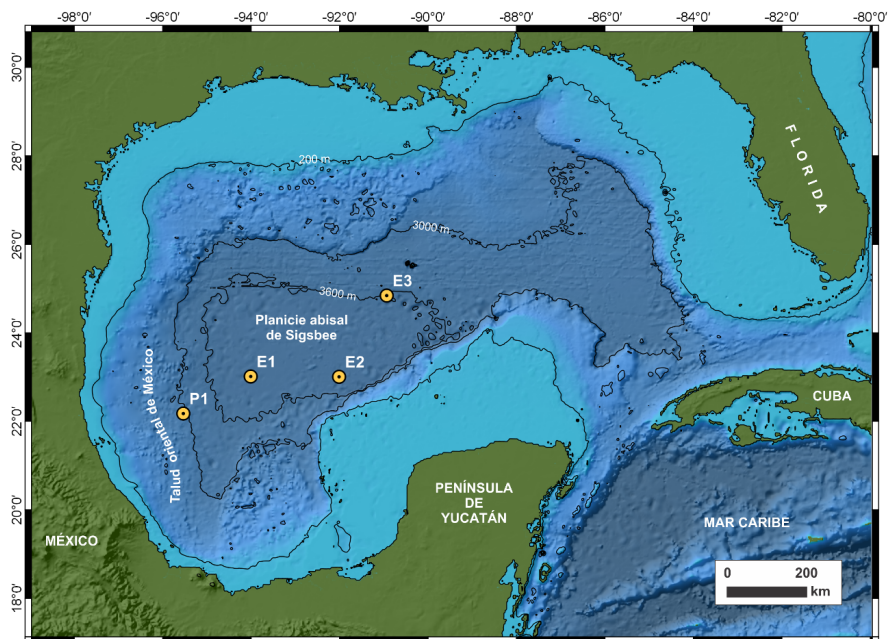 -96°0' -94°0' -92°0' -90°0' -88°0' -86°0' -84°0' -82°0' -80°0'
30°0'
28°0'
26°0'
24°0'
22°0'
20°0'
18°0'
200 m
FLORIDA
3000 m
3600 m
E3
Planicie abisal
de Sigsbee
E1
E2
P1
Talud oriental de México
CUBA
PENÍNSULA
DE
YUCATÁN
MAR CARIBE
MÉXICO
0 200
km